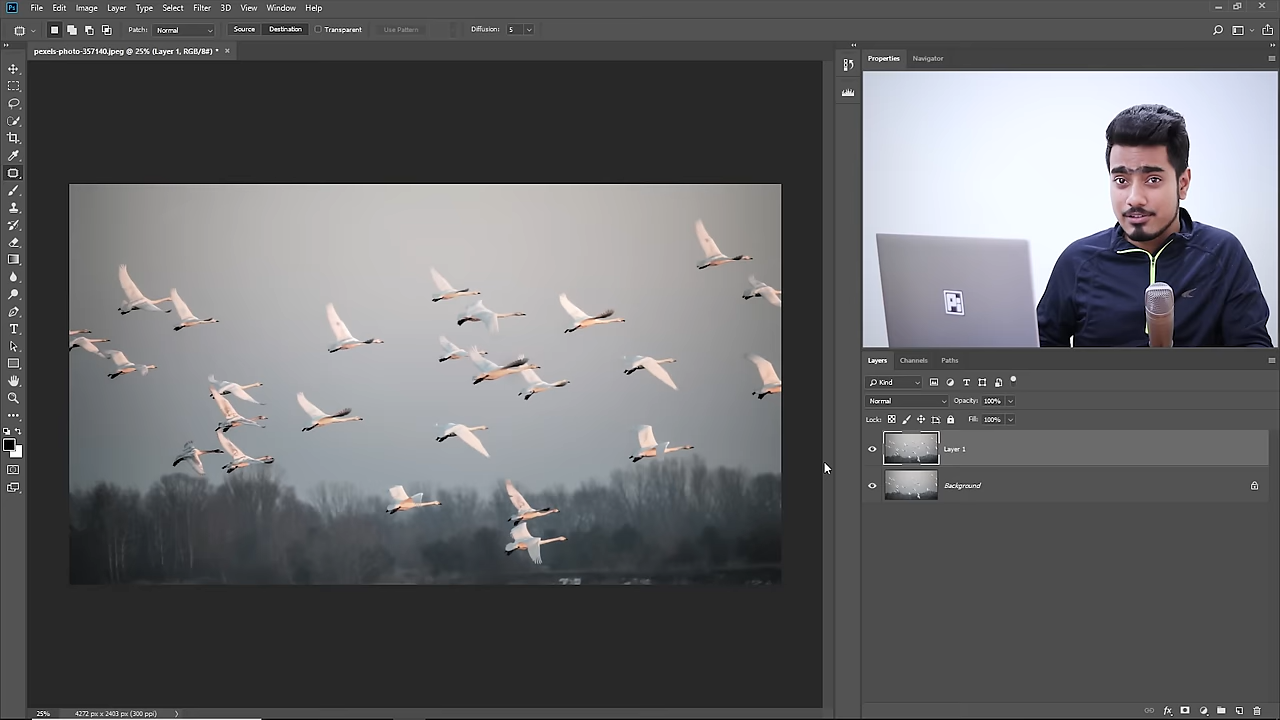 Ps File Edit Image Layer Type Select Filter 3D View Window Help
Patch: Normal Source Destination Transparent Use Pattern Diffusion: 5
pexels-photo-357140.jpeg @ 25% (Layer 1, RGB/8#) * ×
Properties Navigator
Layers Channels Paths
Kind
Normal Opacity: 100%
Lock: Fill: 100%
Layer 1
Background
25% 4272 px x 2403 px (300 ppi)